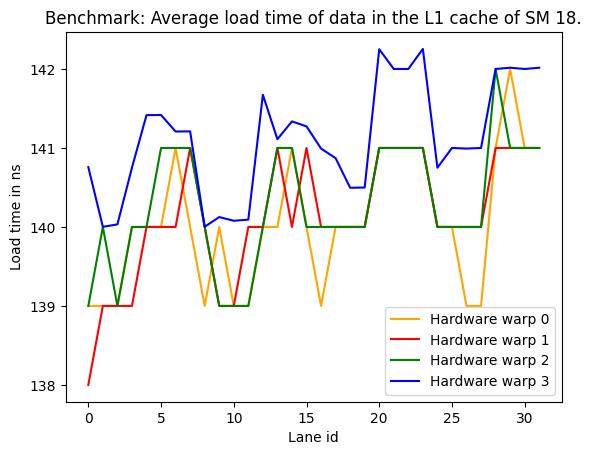 Benchmark: Average load time of data in the L1 cache of SM 18.
Load time in ns
142
141
140
139
138
0 5 10 15 20 25 30
Lane id
Hardware warp 0
Hardware warp 1
Hardware warp 2
Hardware warp 3